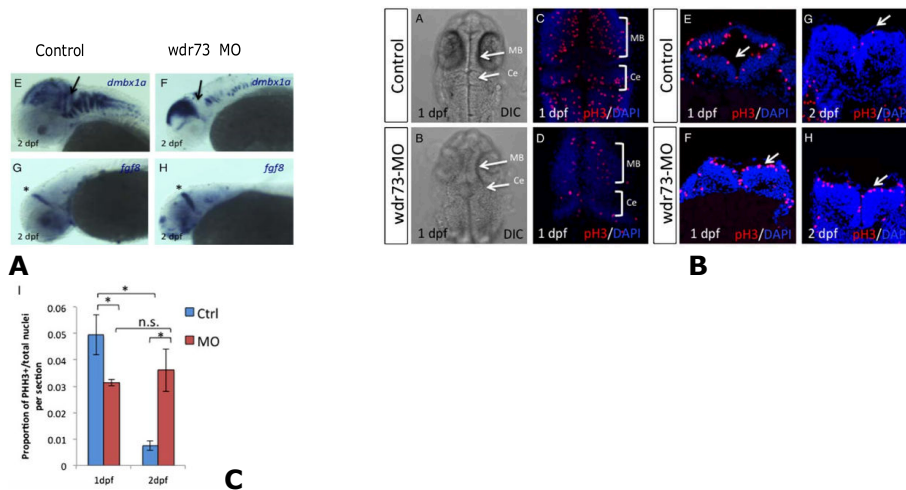 Control wdr73 MO
E dmbx1a
2 dpf
F dmbx1a
2 dpf
G fgf8
*
2 dpf
H fgf8
*
2 dpf
A
Control
A
MB
Ce
1 dpf DIC
C
MB
Ce
1 dpf pH3/DAPI
E
1 dpf pH3/DAPI
G
2 dpf pH3/DAPI
wdr73-MO
B
MB
Ce
1 dpf DIC
D
MB
Ce
1 dpf pH3/DAPI
F
1 dpf pH3/DAPI
H
2 dpf pH3/DAPI
B
I
Proportion of PHH3+/total nuclei
per section
0.06
0.05
0.04
0.03
0.02
0.01
0
*
*
n.s.
*
Ctrl
MO
1dpf 2dpf
C